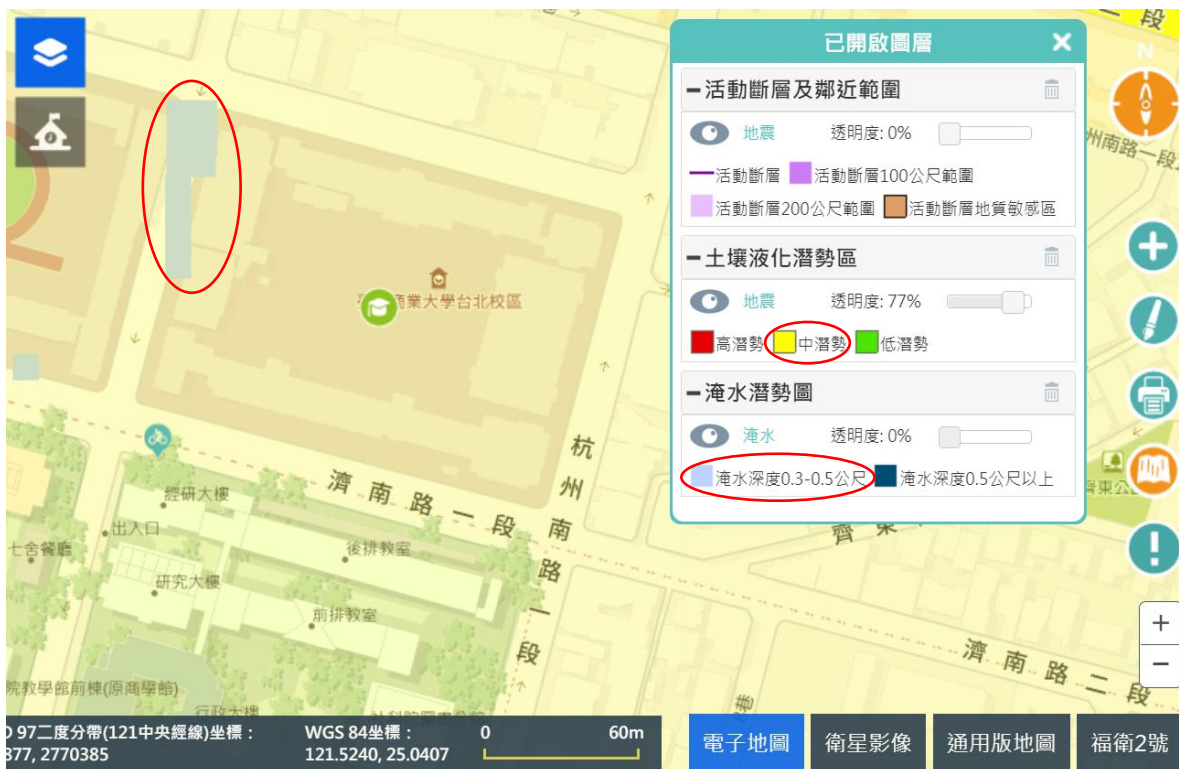 段
已開啟圖層
N
活動斷層及鄰近範圍
地震 透明度: 0%
活動斷層 活動斷層100公尺範圍
活動斷層200公尺範圍 活動斷層地質敏感區
州南路一段
土壤液化潛勢區
地震 透明度: 77%
高潛勢 中潛勢 低潛勢
商業大學台北校區
淹水潛勢圖
淹水 透明度: 0%
淹水深度0.3-0.5公尺 淹水深度0.5公尺以上
杭州南路一段
濟南路一段
經研大樓
出入口
七舍餐廳
後排教室
研究大樓
前排教室
齊東公
齊東
濟南路二段
院教學館前棟(原商學館)
行政大樓
8巷
D 97二度分帶(121中央經線)坐標:
877, 2770385
WGS 84坐標:
121.5240, 25.0407
0 60m
電子地圖 衛星影像 通用版地圖 福衛2號